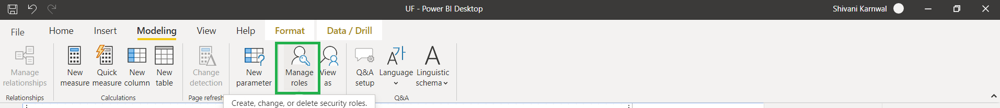 UF - Power BI Desktop
Shivani Karnwal
File
Home
Insert
Modeling
View
Help
Format
Data / Drill
Manage
relationships
New
measure
Quick
measure
New
column
New
table
Change
detection
New
parameter
Manage
roles
View
as
Q&A
setup
Language
Linguistic
schema
Relationships
Calculations
Page refresh
Q&A
Create, change, or delete security roles.